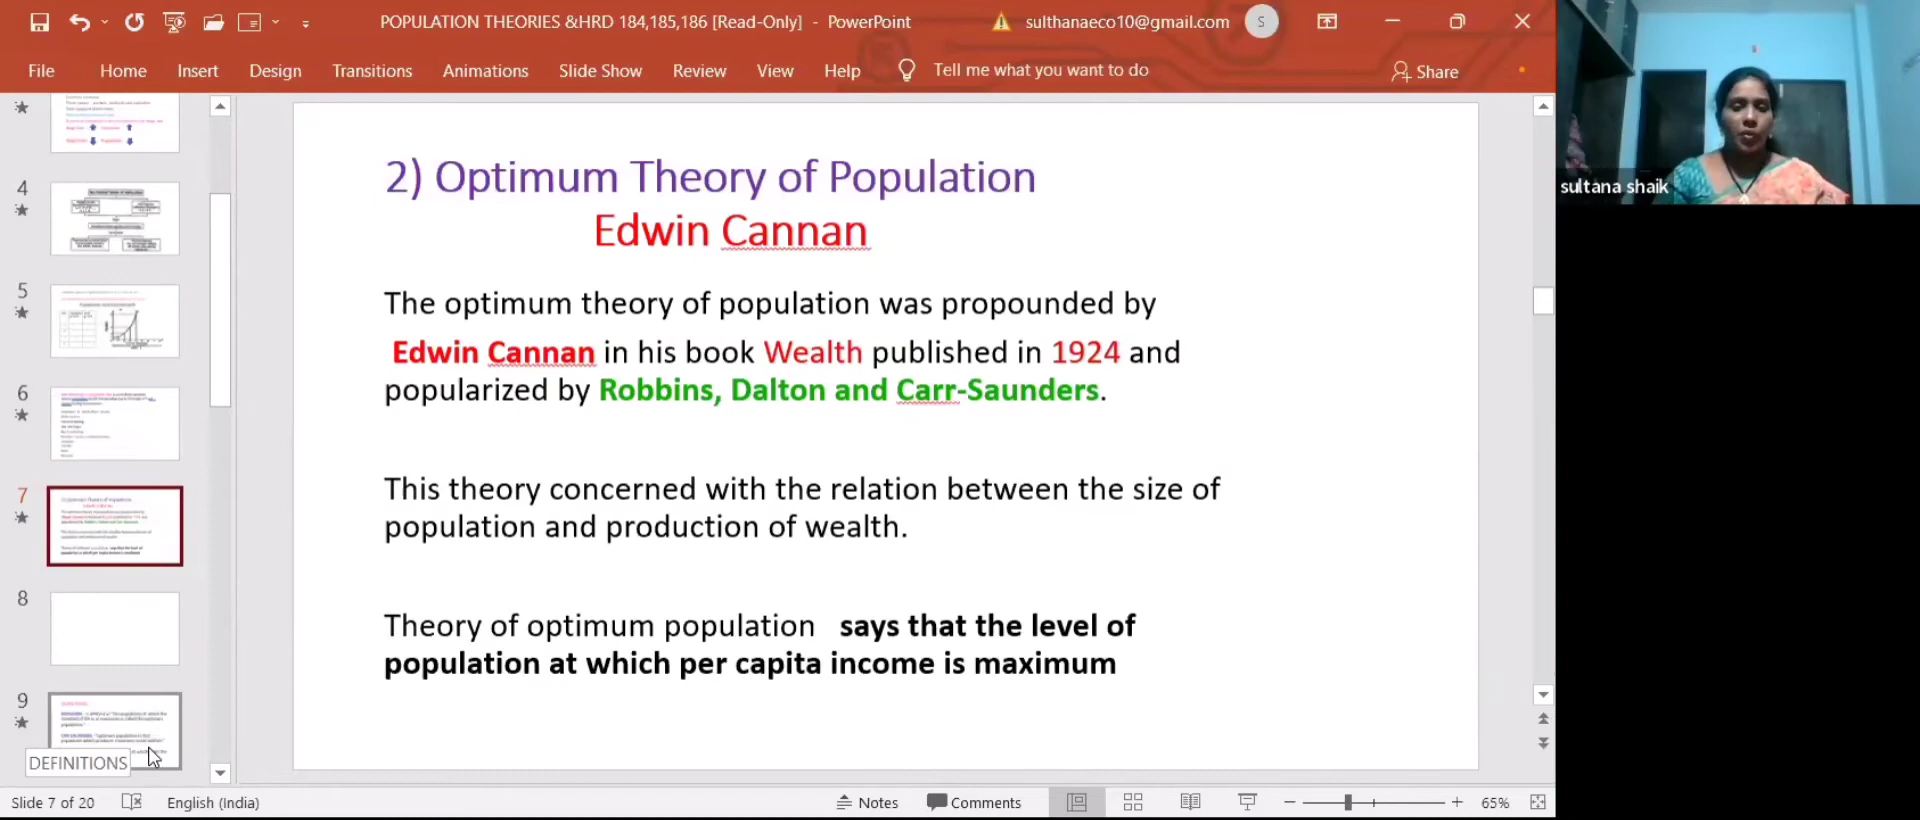 POPULATION THEORIES &HRD 184,185,186 [Read-Only] - PowerPoint
sulthanaeco10@gmail.com
S
File Home Insert Design Transitions Animations Slide Show Review View Help Tell me what you want to do Share
sultana shaik
4
5
6
7
8
9
DEFINITIONS
2) Optimum Theory of Population
Edwin Cannan
The optimum theory of population was propounded by
Edwin Cannan in his book Wealth published in 1924 and
popularized by Robbins, Dalton and Carr-Saunders.
This theory concerned with the relation between the size of
population and production of wealth.
Theory of optimum population says that the level of
population at which per capita income is maximum
Slide 7 of 20 English (India) Notes Comments 65%